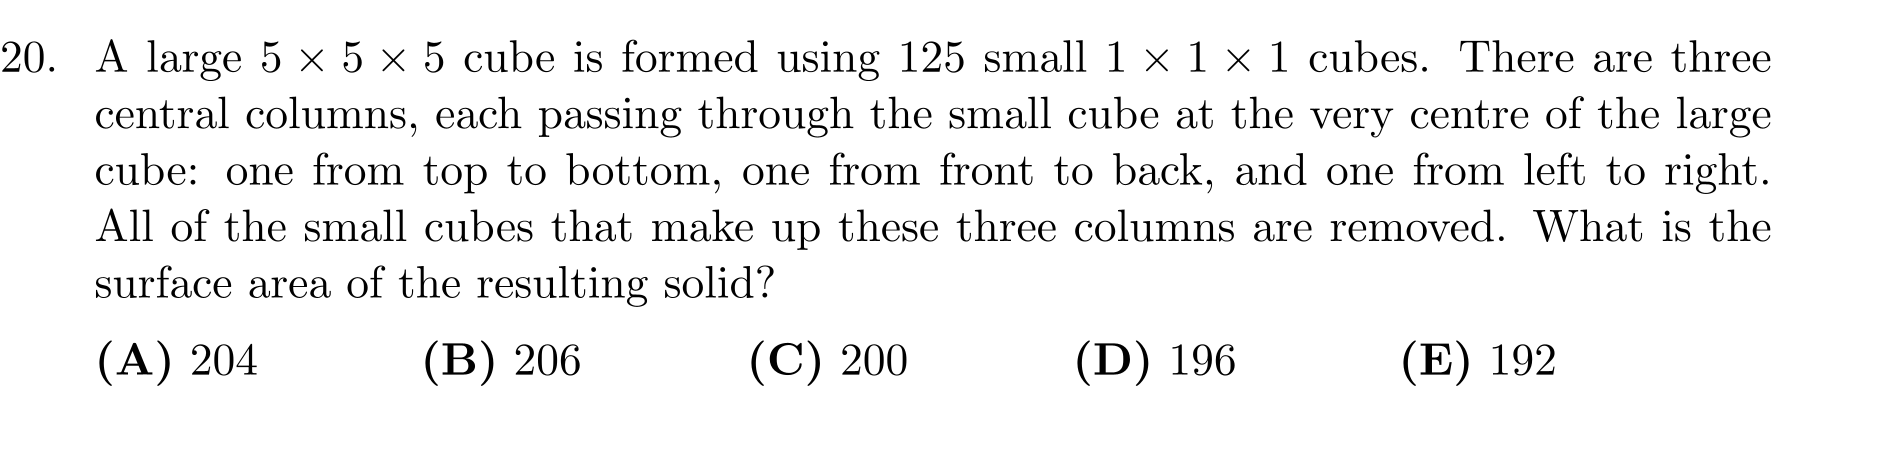 20. A large 5 × 5 × 5 cube is formed using 125 small 1 × 1 × 1 cubes. There are three
central columns, each passing through the small cube at the very centre of the large
cube: one from top to bottom, one from front to back, and one from left to right.
All of the small cubes that make up these three columns are removed. What is the
surface area of the resulting solid?
(A) 204 (B) 206 (C) 200 (D) 196 (E) 192